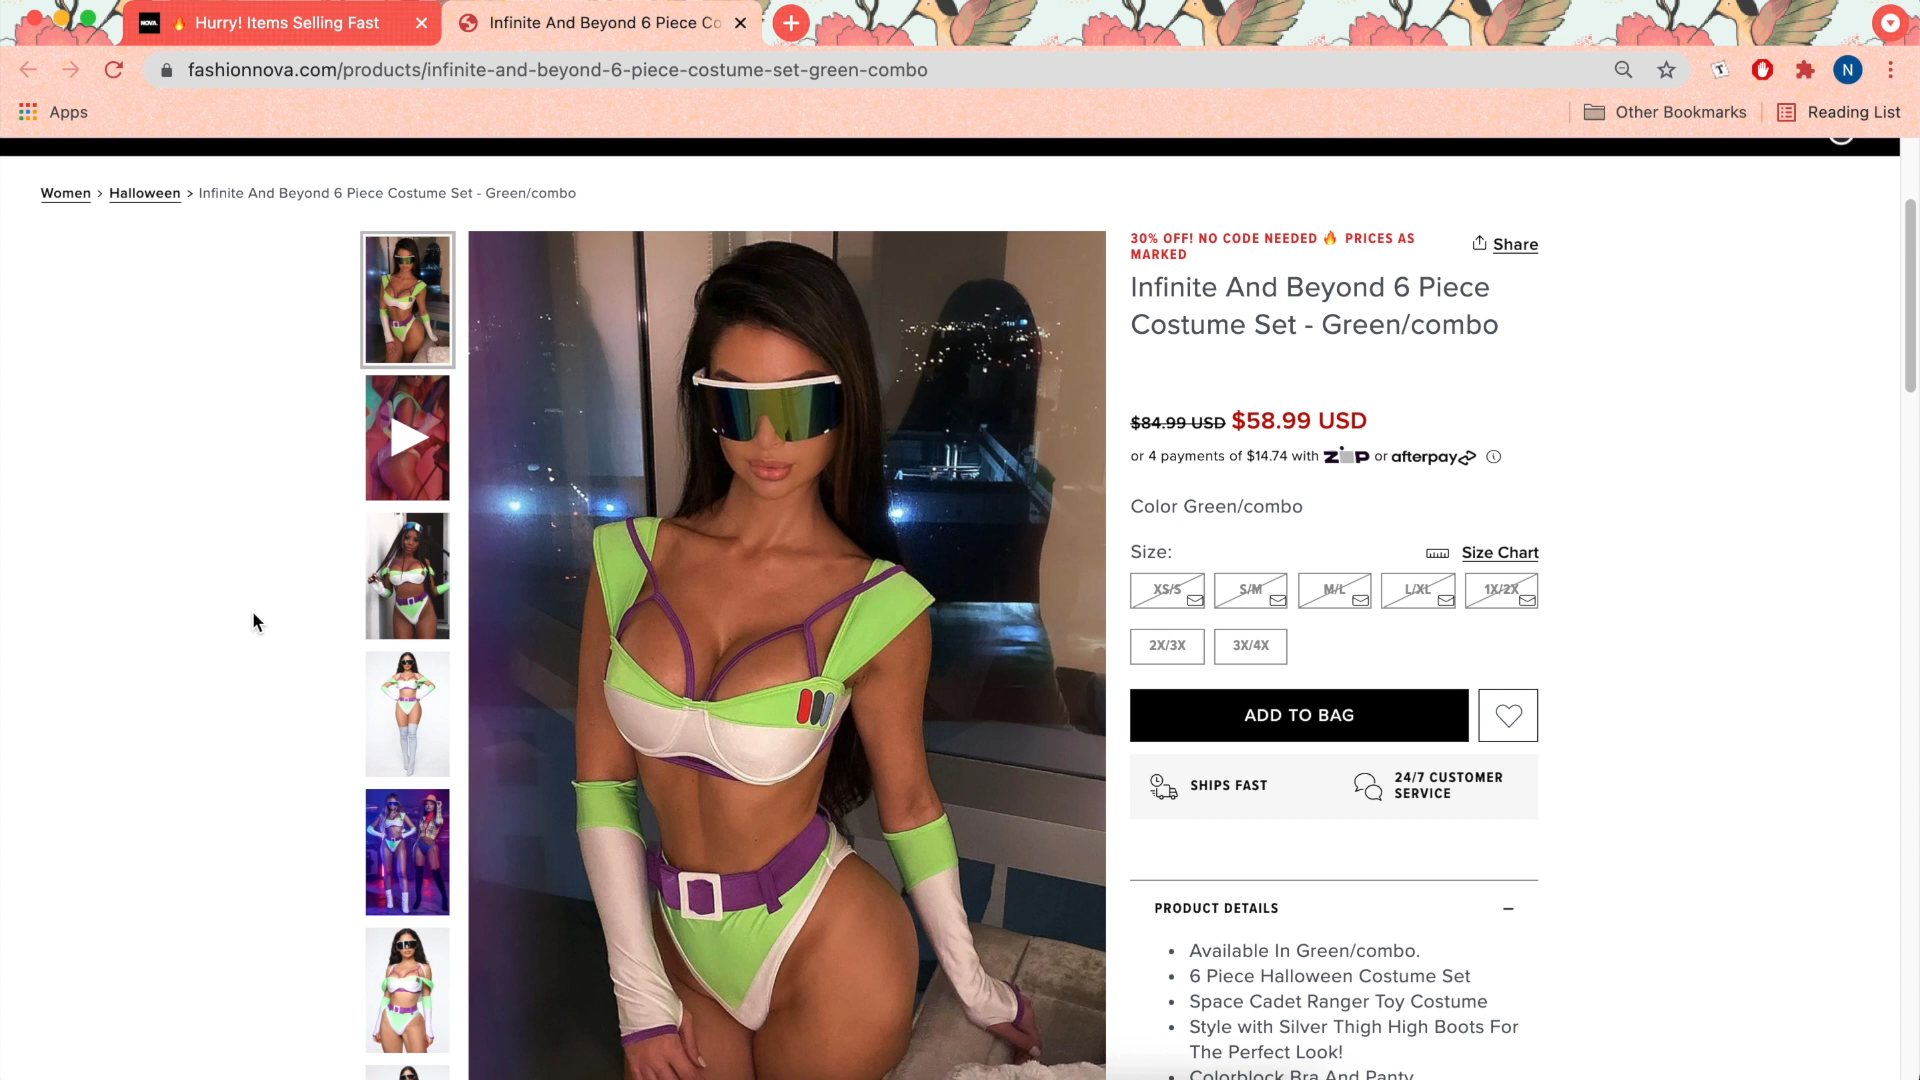 NOVA.
🔥 Hurry! Items Selling Fast
Infinite And Beyond 6 Piece Co
fashionnova.com/products/infinite-and-beyond-6-piece-costume-set-green-combo
N
Apps
Other Bookmarks
Reading List
Women > Halloween > Infinite And Beyond 6 Piece Costume Set - Green/combo
30% OFF! NO CODE NEEDED 🔥 PRICES AS
MARKED
Share
Infinite And Beyond 6 Piece
Costume Set - Green/combo
$84.99 USD $58.99 USD
or 4 payments of $14.74 with ZIP or afterpay
Color Green/combo
Size:
Size Chart
XS/S S/M M/L L/XL 1X/2X
2X/3X 3X/4X
ADD TO BAG
SHIPS FAST
24/7 CUSTOMER
SERVICE
PRODUCT DETAILS
• Available In Green/combo.
• 6 Piece Halloween Costume Set
• Space Cadet Ranger Toy Costume
• Style with Silver Thigh High Boots For
The Perfect Look!
• Colorblock Bra And Panty